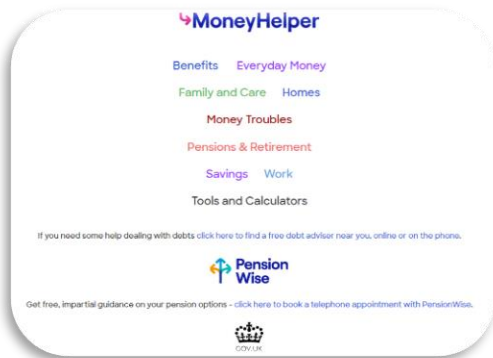 MoneyHelper
Benefits Everyday Money
Family and Care Homes
Money Troubles
Pensions & Retirement
Savings Work
Tools and Calculators
If you need some help dealing with debts click here to find a free debt adviser near you, online or on the phone.
Pension
Wise
Get free, impartial guidance on your pension options - click here to book a telephone appointment with PensionWise.
GOV.UK